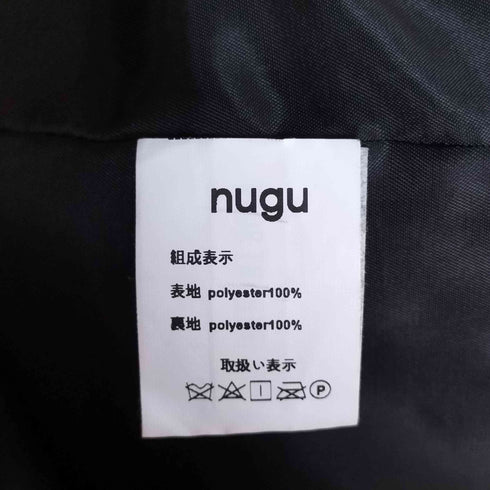 nugu
組成表示
表地 polyester100%
裏地 polyester100%
取扱い表示
P